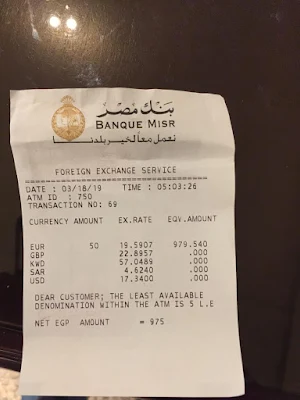 بنك مصر
BANQUE MISR
نعمل معاً لخير بلدنا
FOREIGN EXCHANGE SERVICE
DATE : 03/18/19 TIME : 05:03:26
ATM ID : 750
TRANSACTION NO: 69
CURRENCY AMOUNT EX.RATE EQV.AMOUNT
EUR 50 19.5907 979.540
GBP 22.8957 .000
KWD 57.0489 .000
SAR 4.6240 .000
USD 17.3400 .000
DEAR CUSTOMER; THE LEAST AVAILABLE
DENOMINATION WITHIN THE ATM IS 5 L.E
NET EGP AMOUNT = 975